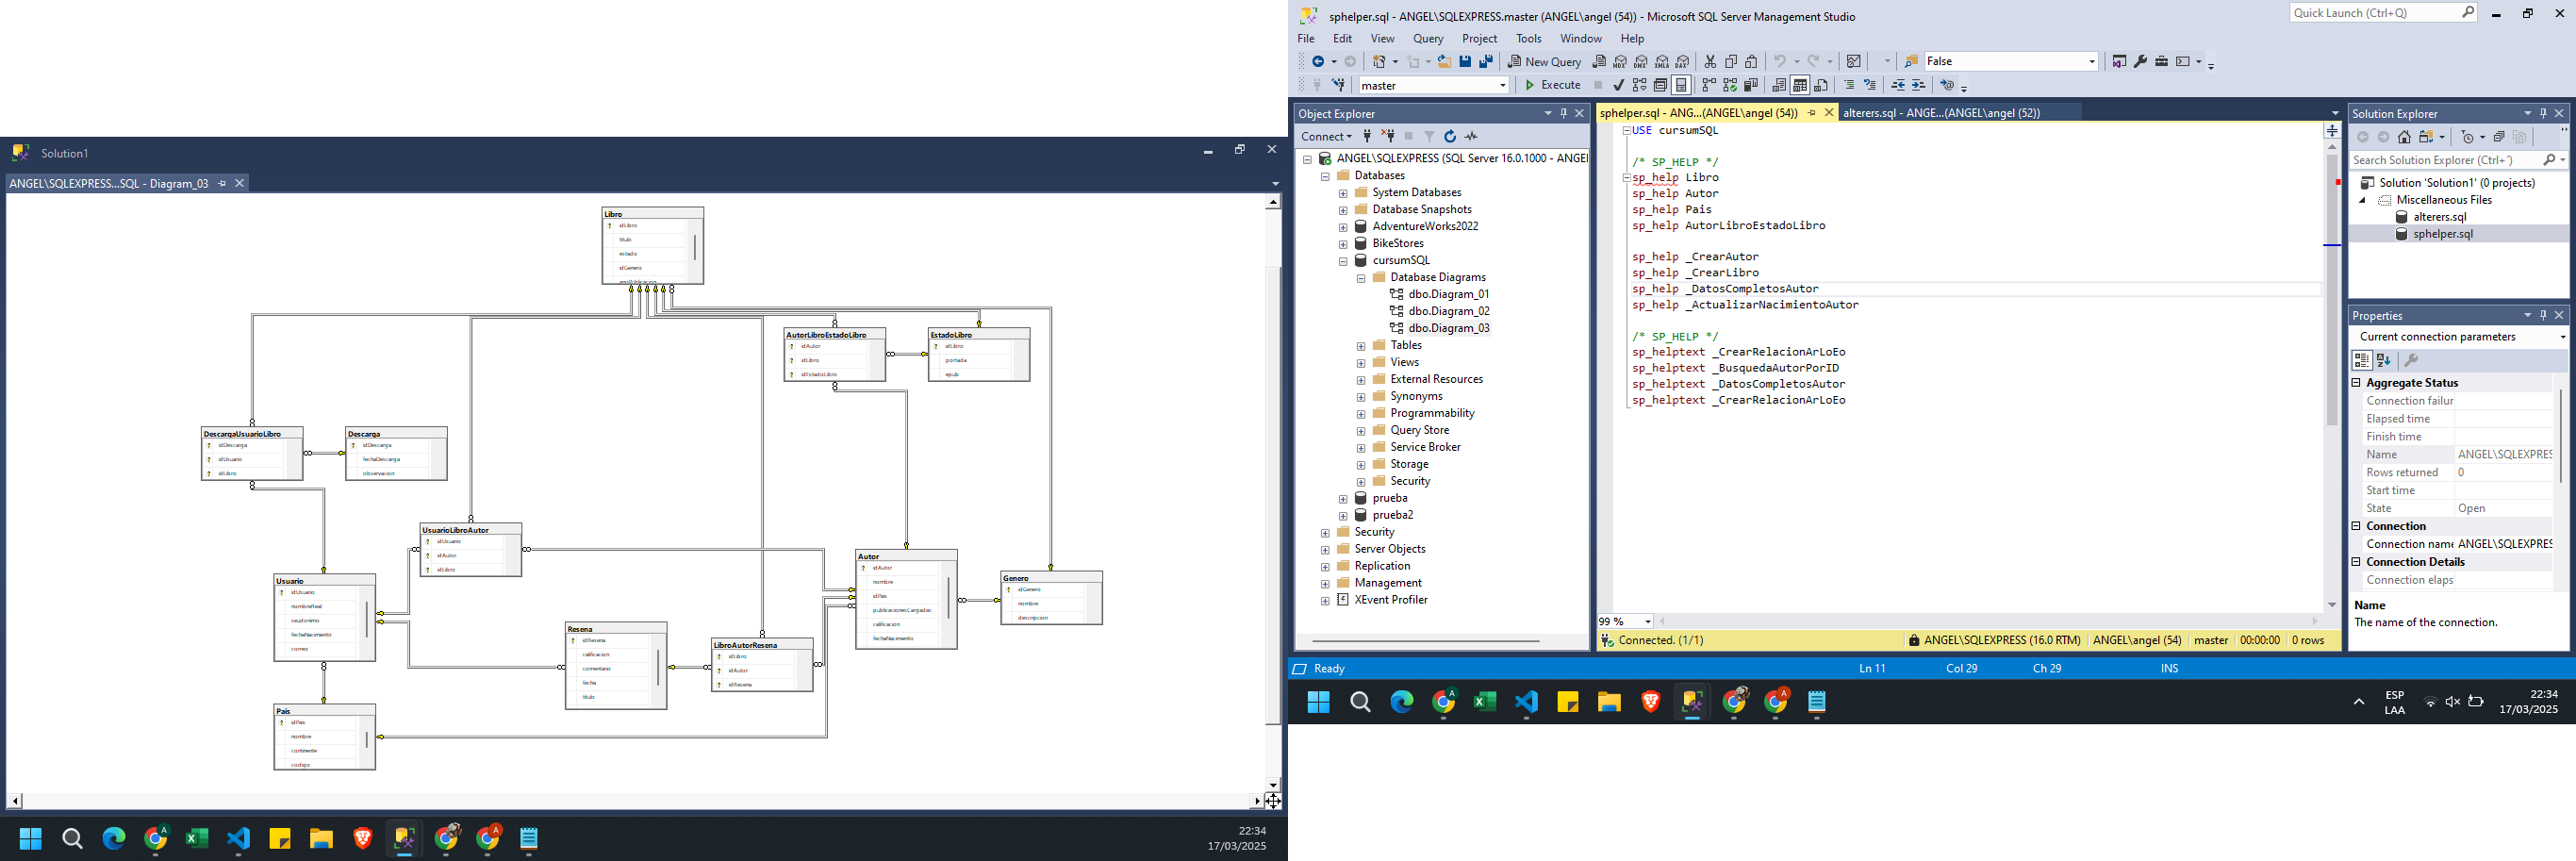 Solution1
ANGEL\SQLEXPRESS...SQL - Diagram_03
Libro
idLibro
titulo
estado
idGenero
AutorLibroEstadoLibro
idAutor
idLibro
idEstadoLibro
EstadoLibro
idLibro
portada
epub
DescargaUsuarioLibro
idDescarga
idUsuario
idLibro
Descarga
idDescarga
fechaDescarga
observacion
UsuarioLibroAutor
idUsuario
idAutor
idLibro
Autor
idAutor
nombre
idPais
publicacionesCargadas
calificacion
fechaNacimiento
Genero
idGenero
nombre
descripcion
Usuario
idUsuario
nombreReal
seudonimo
fechaNacimiento
correo
Resena
idResena
calificacion
comentario
fecha
titulo
LibroAutorResena
idLibro
idAutor
idResena
Pais
idPais
nombre
continente
codigo
22:34
17/03/2025
sphelper.sql - ANGEL\SQLEXPRESS.master (ANGEL\angel (54)) - Microsoft SQL Server Management Studio
Quick Launch (Ctrl+Q)
File Edit View Query Project Tools Window Help
New Query
False
master
Execute
Object Explorer
Connect
ANGEL\SQLEXPRESS (SQL Server 16.0.1000 - ANGEL
Databases
System Databases
Database Snapshots
AdventureWorks2022
BikeStores
cursumSQL
Database Diagrams
dbo.Diagram_01
dbo.Diagram_02
dbo.Diagram_03
Tables
Views
External Resources
Synonyms
Programmability
Query Store
Service Broker
Storage
Security
prueba
prueba2
Security
Server Objects
Replication
Management
XEvent Profiler
sphelper.sql - ANG...(ANGEL\angel (54))
alterers.sql - ANGE...(ANGEL\angel (52))
USE cursumSQL
/* SP_HELP */
sp_help Libro
sp_help Autor
sp_help Pais
sp_help AutorLibroEstadoLibro
sp_help _CrearAutor
sp_help _CrearLibro
sp_help _DatosCompletosAutor
sp_help _ActualizarNacimientoAutor
/* SP_HELP */
sp_helptext _CrearRelacionArLoEo
sp_helptext _BusquedaAutorPorID
sp_helptext _DatosCompletosAutor
sp_helptext _CrearRelacionArLoEo
99 %
Connected. (1/1)
ANGEL\SQLEXPRESS (16.0 RTM) ANGEL\angel (54) master 00:00:00 0 rows
Solution Explorer
Search Solution Explorer (Ctrl+´)
Solution 'Solution1' (0 projects)
Miscellaneous Files
alterers.sql
sphelper.sql
Properties
Current connection parameters
Aggregate Status
Connection failur
Elapsed time
Finish time
Name ANGEL\SQLEXPRES
Rows returned 0
Start time
State Open
Connection
Connection name ANGEL\SQLEXPRES
Connection Details
Connection elaps
Name
The name of the connection.
Ready
Ln 11 Col 29 Ch 29 INS
ESP
LAA
22:34
17/03/2025